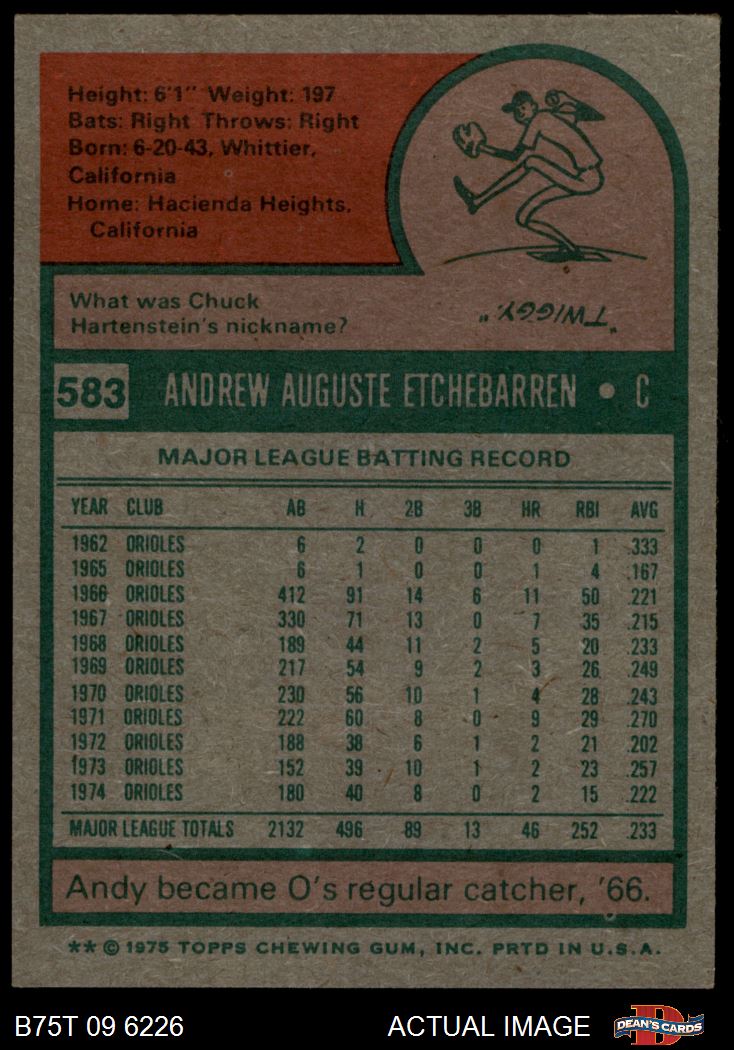 Height: 6'1" Weight: 197
Bats: Right Throws: Right
Born: 6-20-43, Whittier,
California
Home: Hacienda Heights,
California
What was Chuck
Hartenstein's nickname?
"TWIGGY."
583 ANDREW AUGUSTE ETCHEBARREN • C
MAJOR LEAGUE BATTING RECORD
YEAR CLUB AB H 2B 3B HR RBI AVG
1962 ORIOLES 6 2 0 0 0 1 .333
1965 ORIOLES 6 1 0 0 1 4 .167
1966 ORIOLES 412 91 14 6 11 50 .221
1967 ORIOLES 330 71 13 0 7 35 .215
1968 ORIOLES 189 44 11 2 5 20 .233
1969 ORIOLES 217 54 9 2 3 26 .249
1970 ORIOLES 230 56 10 1 4 28 .243
1971 ORIOLES 222 60 8 0 9 29 .270
1972 ORIOLES 188 38 6 1 2 21 .202
1973 ORIOLES 152 39 10 1 2 23 .257
1974 ORIOLES 180 40 8 0 2 15 .222
MAJOR LEAGUE TOTALS 2132 496 89 13 46 252 .233
Andy became O's regular catcher, '66.
** © 1975 TOPPS CHEWING GUM, INC. PRTD IN U.S.A.
B75T 09 6226 ACTUAL IMAGE D DEAN'S CARDS